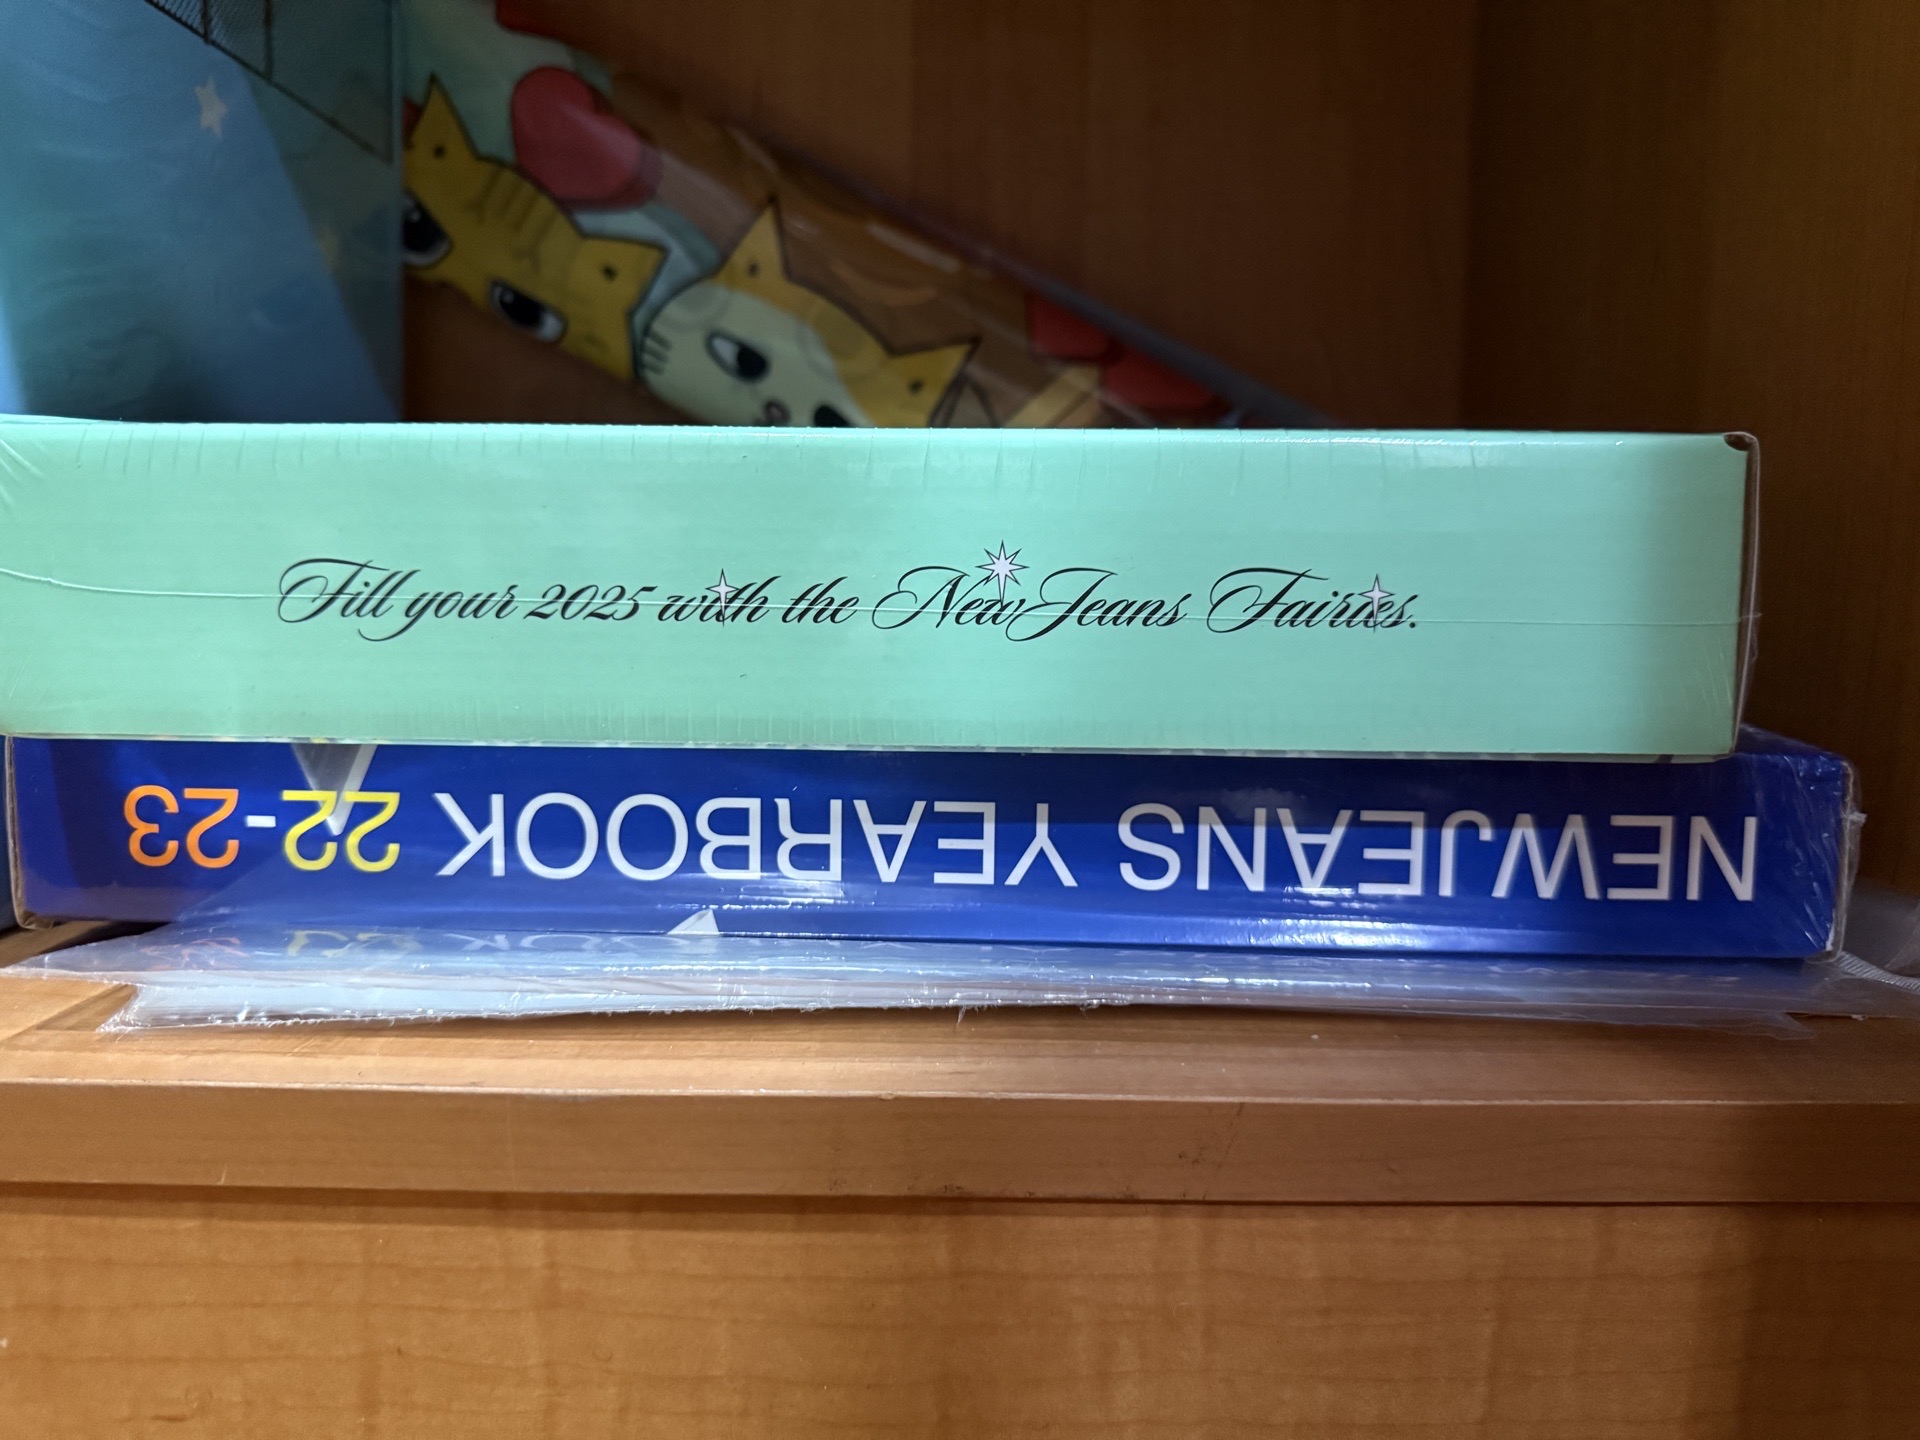 Fill your 2025 with the NewJeans Fairies.
NEWJEANS YEARBOOK 22-23